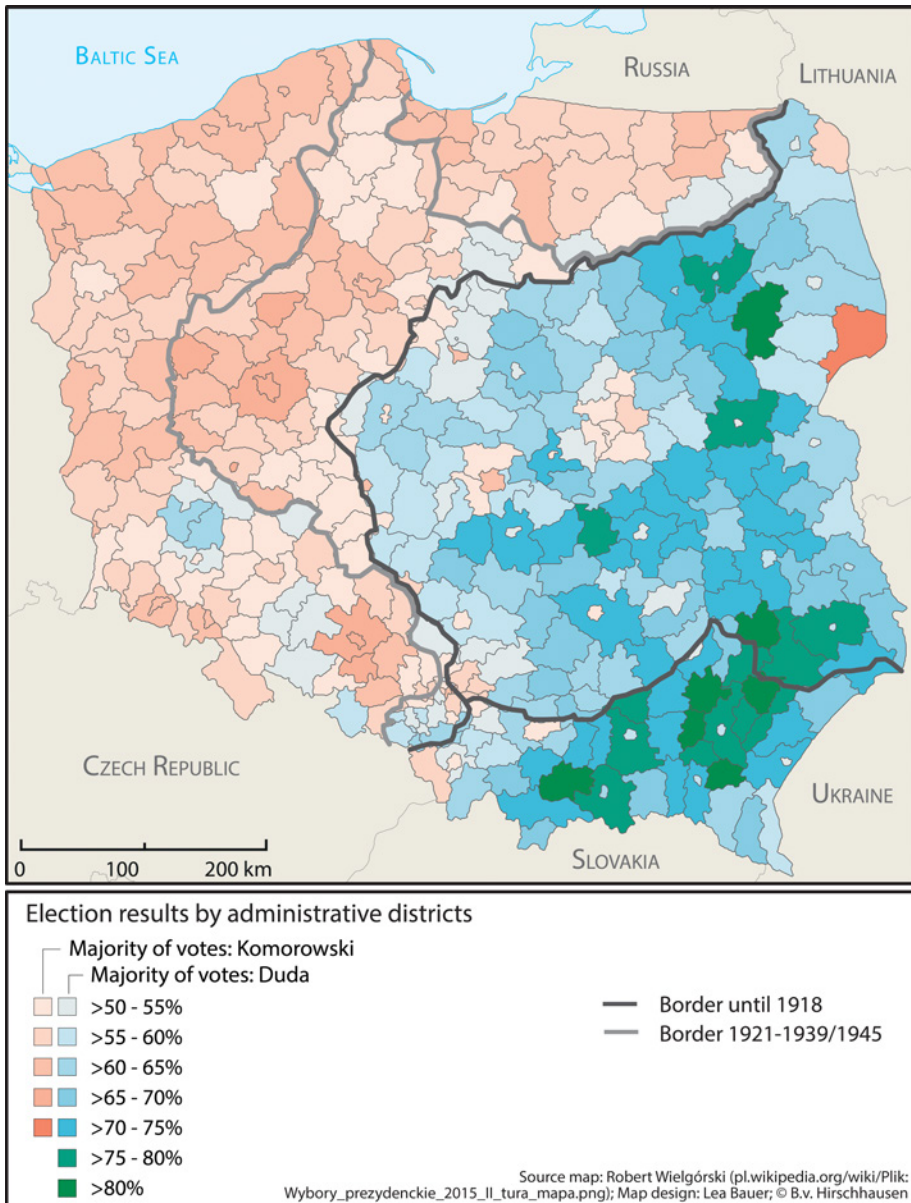 BALTIC SEA
RUSSIA
LITHUANIA
CZECH REPUBLIC
UKRAINE
SLOVAKIA
0 100 200 km
Election results by administrative districts
Majority of votes: Komorowski
Majority of votes: Duda
>50 - 55%
>55 - 60%
>60 - 65%
>65 - 70%
>70 - 75%
>75 - 80%
>80%
Border until 1918
Border 1921-1939/1945
Source map: Robert Wielgórski (pl.wikipedia.org/wiki/Plik:
Wybory_prezydenckie_2015_II_tura_mapa.png); Map design: Lea Bauer; © B.v. Hirschhausen